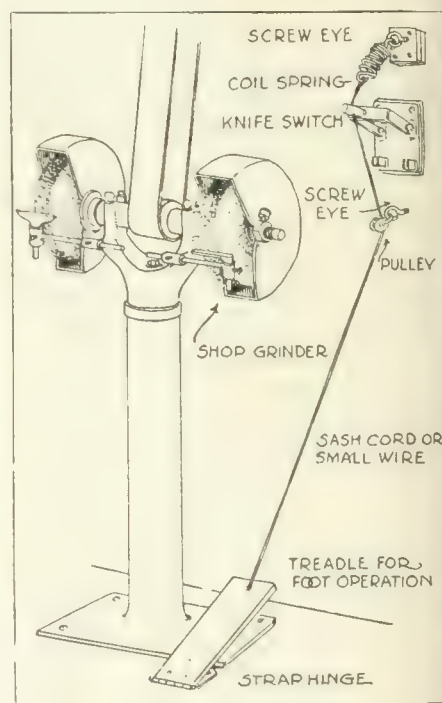 SCREW EYE
COIL SPRING
KNIFE SWITCH
SCREW
EYE
PULLEY
SHOP GRINDER
SASH CORD OR
SMALL WIRE
TREADLE FOR
FOOT OPERATION
STRAP HINGE